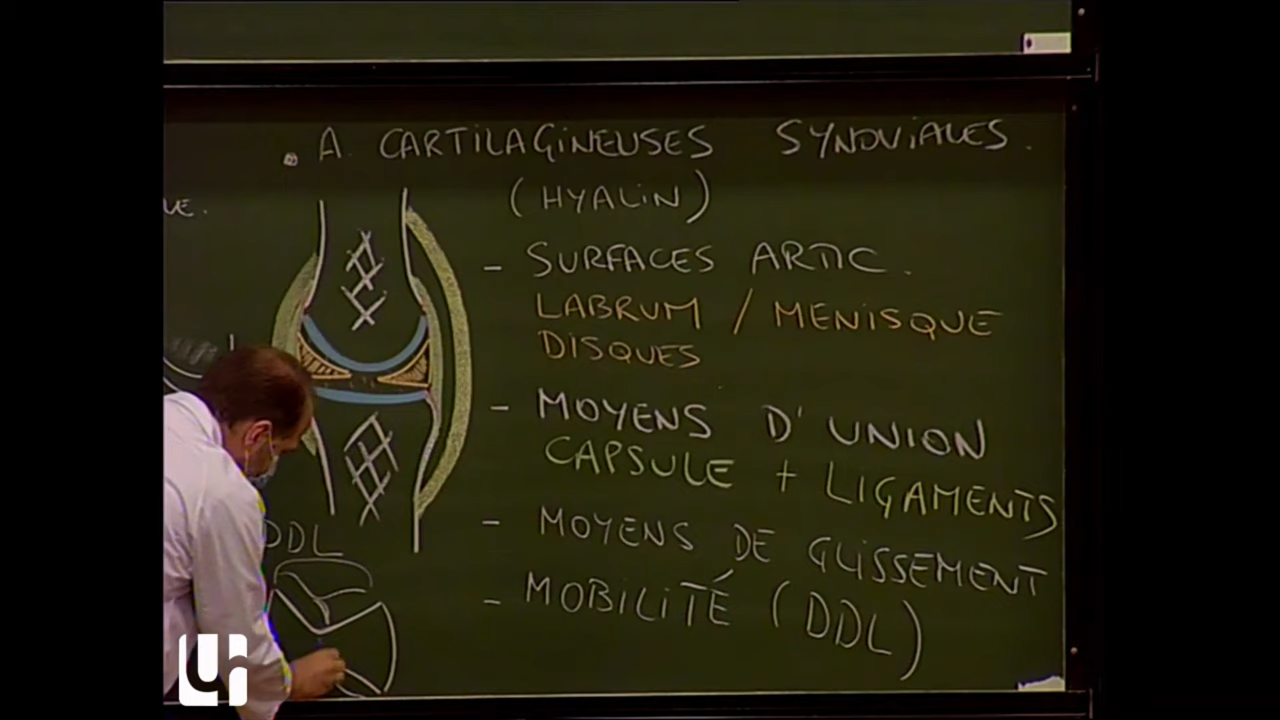 . A CARTILAGINEUSES SYNOVIALES.
(HYALIN)
- SURFACES ARTIC.
LABRUM / MENISQUE
DISQUES
- MOYENS D'UNION
CAPSULE + LIGAMENTS
- MOYENS DE GLISSEMENT
- MOBILITÉ (DDL)
DDL